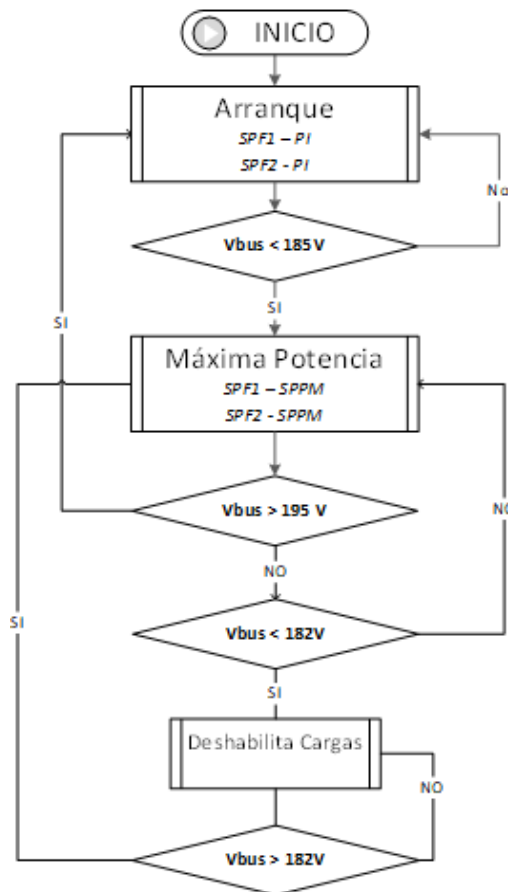 INICIO
Arranque
SPF1 – PI
SPF2 - PI
No
Vbus < 185V
SI
SI
Máxima Potencia
SPF1 – SPPM
SPF2 - SPPM
Vbus > 195 V
NO
NO
Vbus < 182V
SI
SI
Deshabilita Cargas
NO
Vbus > 182V